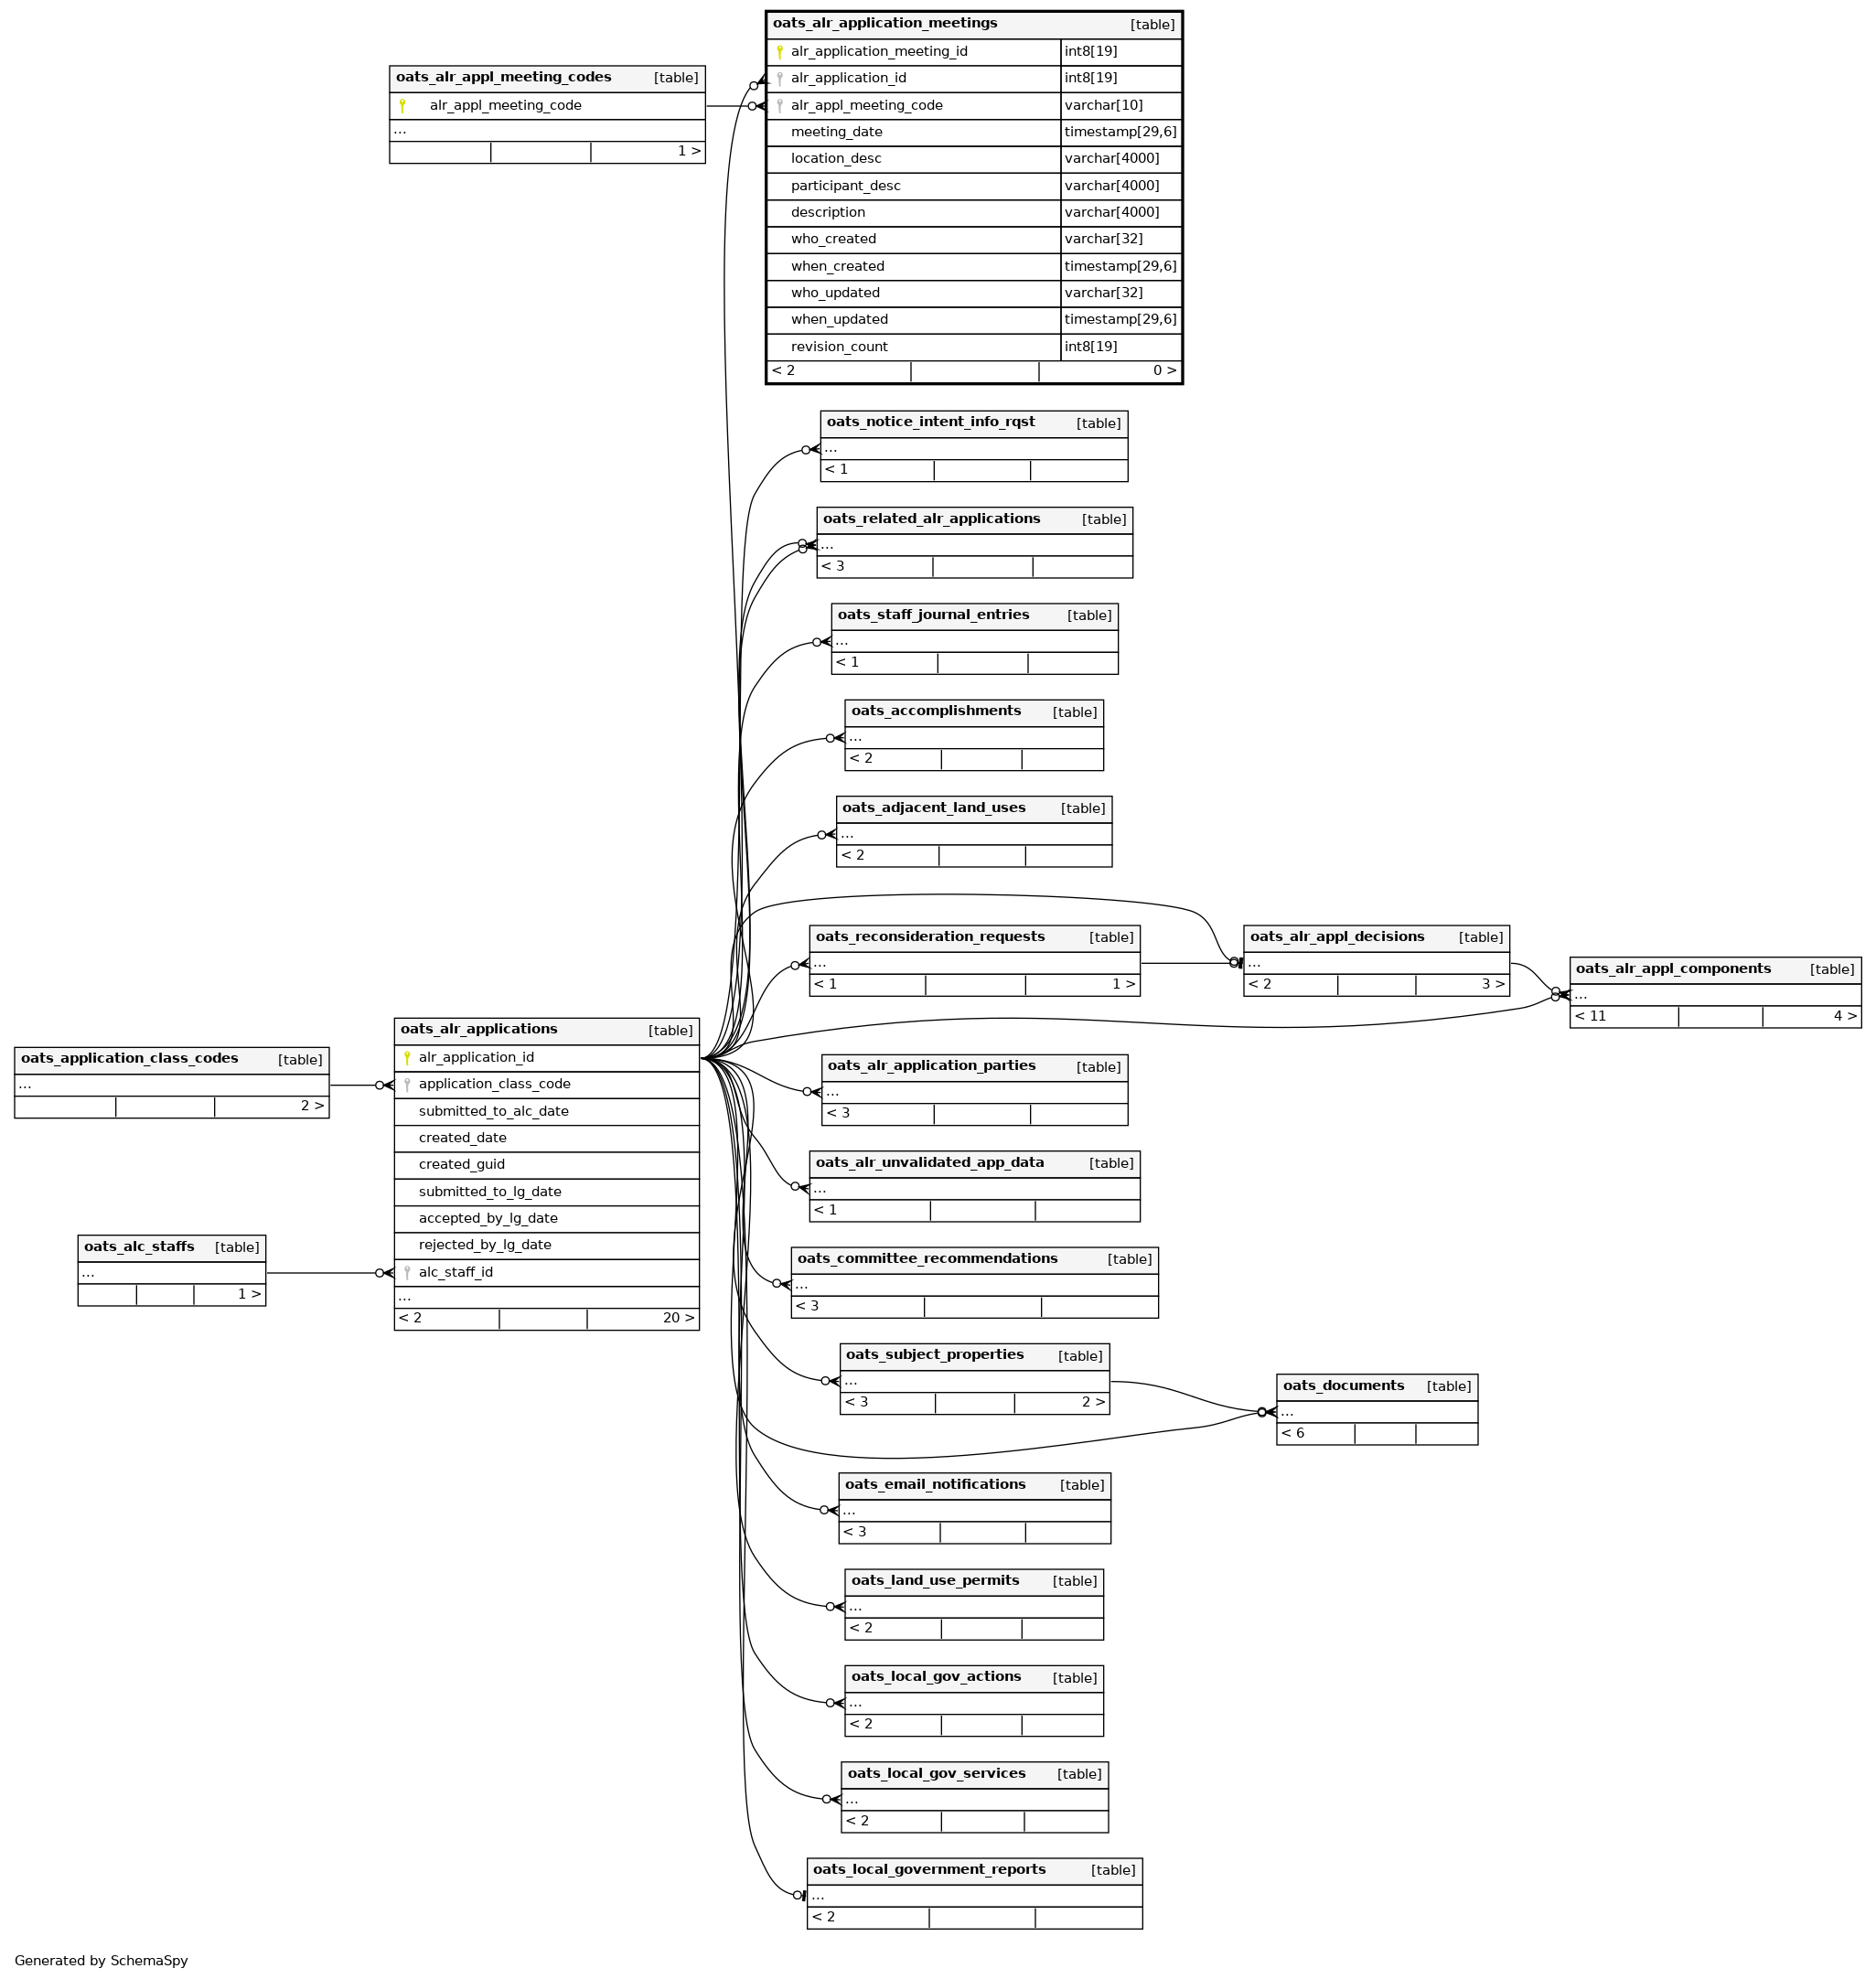 oats_alr_application_meetings [table]
alr_application_meeting_id int8[19]
alr_application_id int8[19]
alr_appl_meeting_code varchar[10]
meeting_date timestamp[29,6]
location_desc varchar[4000]
participant_desc varchar[4000]
description varchar[4000]
who_created varchar[32]
when_created timestamp[29,6]
who_updated varchar[32]
when_updated timestamp[29,6]
revision_count int8[19]
< 2 0 >
oats_alr_appl_meeting_codes [table]
alr_appl_meeting_code
...
1 >
oats_notice_intent_info_rqst [table]
...
< 1
oats_related_alr_applications [table]
...
< 3
oats_staff_journal_entries [table]
...
< 1
oats_accomplishments [table]
...
< 2
oats_adjacent_land_uses [table]
...
< 2
oats_reconsideration_requests [table]
...
< 1 1 >
oats_alr_appl_decisions [table]
...
< 2 3 >
oats_alr_appl_components [table]
...
< 11 4 >
oats_application_class_codes [table]
...
2 >
oats_alc_staffs [table]
...
1 >
oats_alr_applications [table]
alr_application_id
application_class_code
submitted_to_alc_date
created_date
created_guid
submitted_to_lg_date
accepted_by_lg_date
rejected_by_lg_date
alc_staff_id
...
< 2 20 >
oats_alr_application_parties [table]
...
< 3
oats_alr_unvalidated_app_data [table]
...
< 1
oats_committee_recommendations [table]
...
< 3
oats_subject_properties [table]
...
< 3 2 >
oats_documents [table]
...
< 6
oats_email_notifications [table]
...
< 3
oats_land_use_permits [table]
...
< 2
oats_local_gov_actions [table]
...
< 2
oats_local_gov_services [table]
...
< 2
oats_local_government_reports [table]
...
< 2
Generated by SchemaSpy